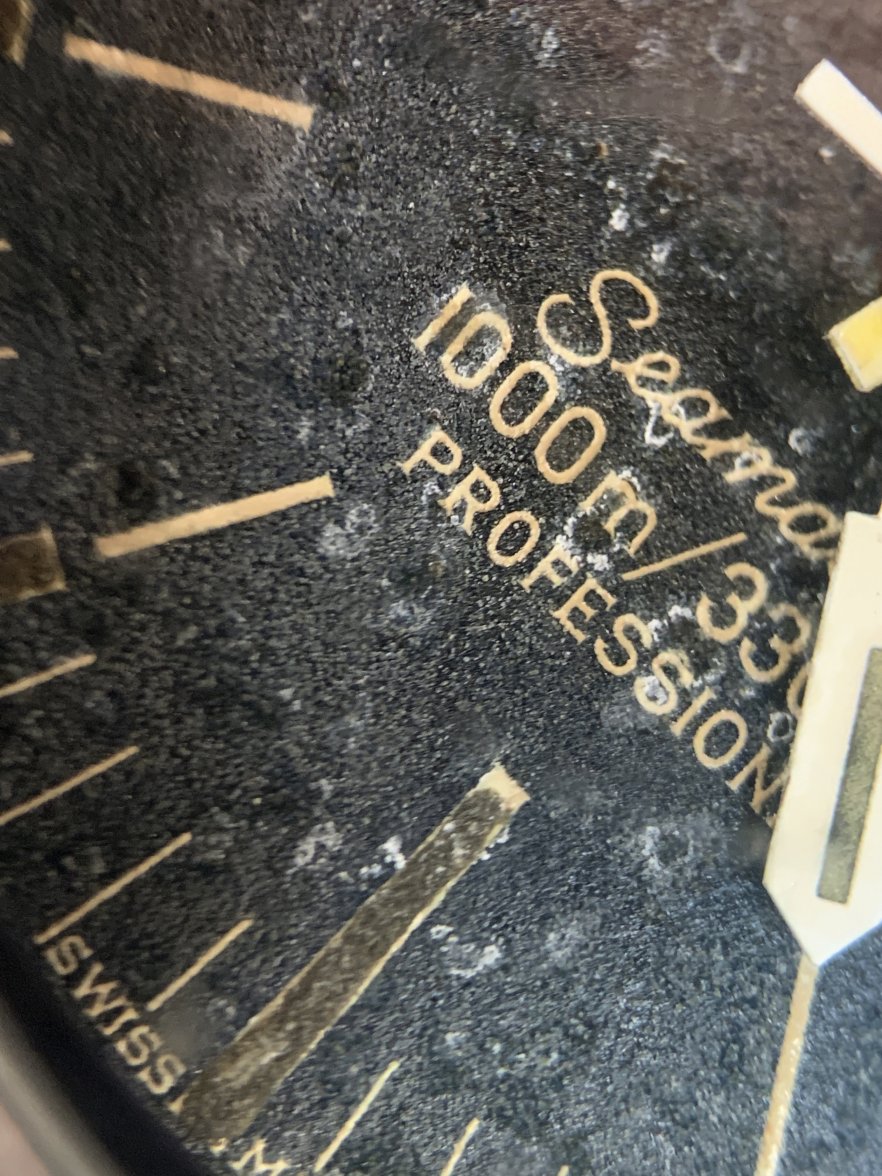 Seama
1000m/330
PROFESSION
SWISS M